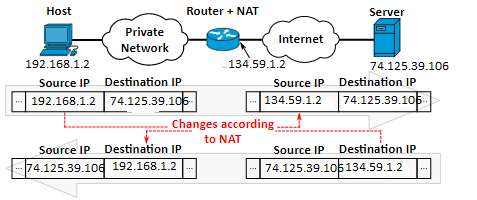 Host
Router + NAT
Server
Private
Network
Internet
192.168.1.2
134.59.1.2
74.125.39.106
Source IP Destination IP
Source IP Destination IP
... 192.168.1.2 74.125.39.106 ...
... 134.59.1.2 74.125.39.106 ...
Changes according
to NAT
Source IP Destination IP
Source IP Destination IP
... 74.125.39.106 192.168.1.2 ...
... 74.125.39.106 134.59.1.2 ...